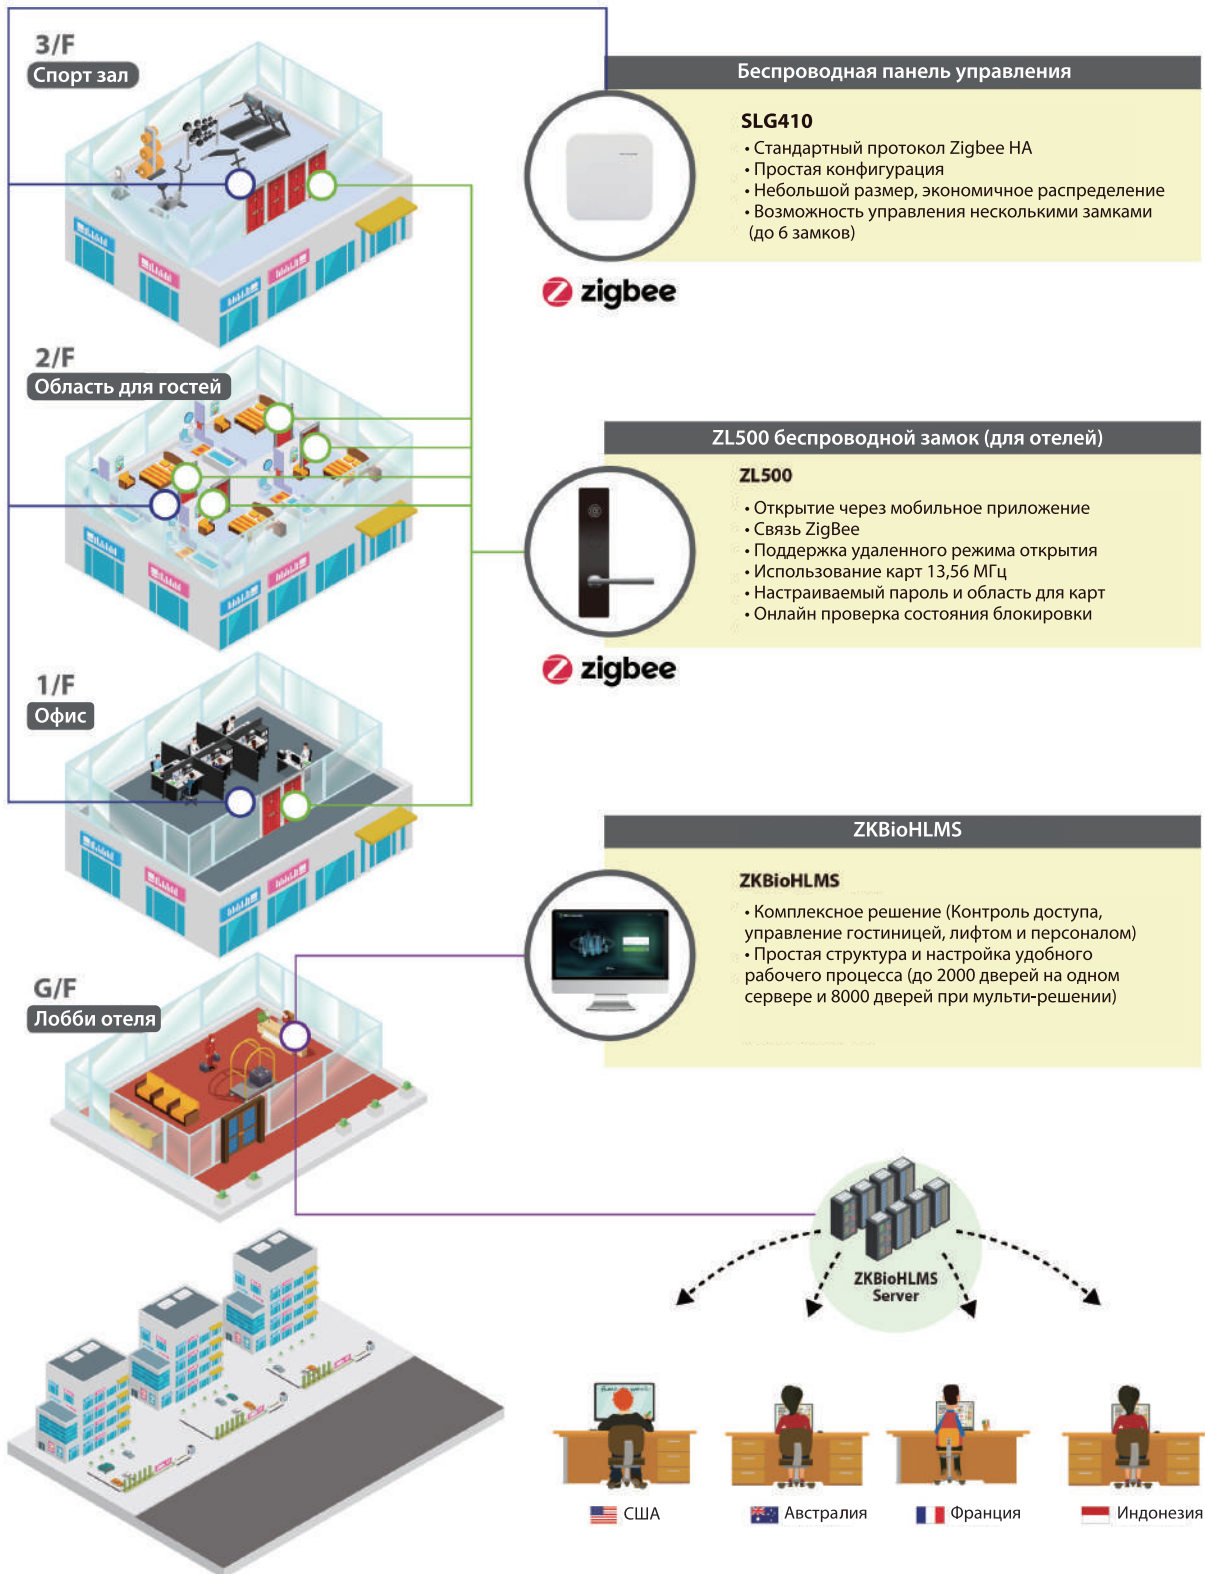 3/F
Спорт зал
Беспроводная панель управления
SLG410
• Стандартный протокол Zigbee HA
• Простая конфигурация
• Небольшой размер, экономичное распределение
• Возможность управления несколькими замками
(до 6 замков)
zigbee
2/F
Область для гостей
ZL500 беспроводной замок (для отелей)
ZL500
• Открытие через мобильное приложение
• Связь ZigBee
• Поддержка удаленного режима открытия
• Использование карт 13,56 МГц
• Настраиваемый пароль и область для карт
• Онлайн проверка состояния блокировки
zigbee
1/F
Офис
ZKBioHLMS
ZKBioHLMS
• Комплексное решение (Контроль доступа,
управление гостиницей, лифтом и персоналом)
• Простая структура и настройка удобного
рабочего процесса (до 2000 дверей на одном
сервере и 8000 дверей при мульти-решении)
G/F
Лобби отеля
ZKBioHLMS
Server
США
Австралия
Франция
Индонезия